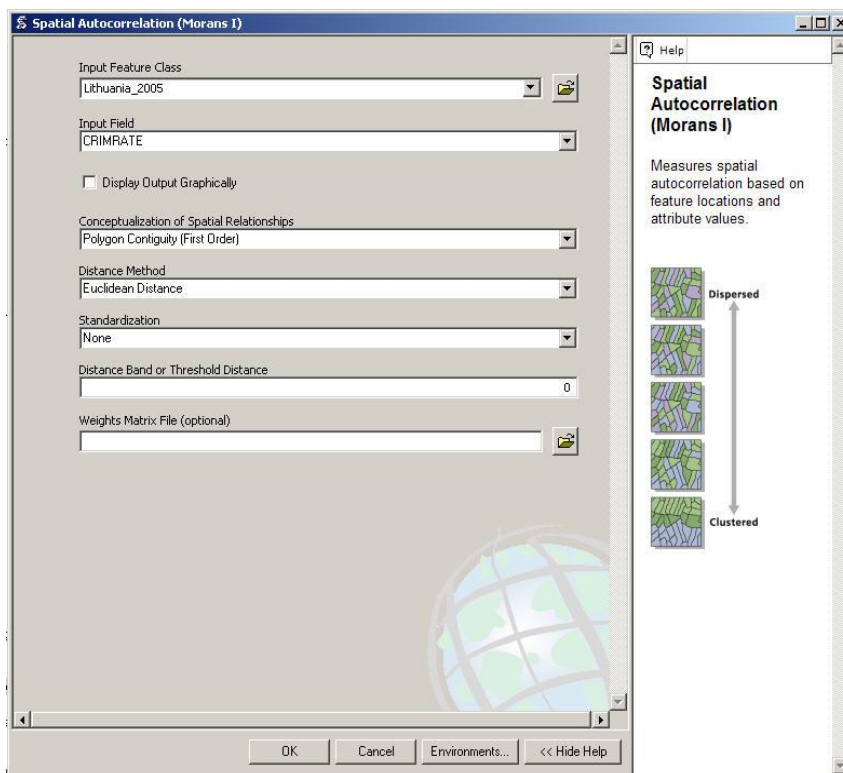 Spatial Autocorrelation (Morans I)
Input Feature Class
Lithuania_2005
Input Field
CRIMRATE
Display Output Graphically
Conceptualization of Spatial Relationships
Polygon Contiguity (First Order)
Distance Method
Euclidean Distance
Standardization
None
Distance Band or Threshold Distance
0
Weights Matrix File (optional)
OK
Cancel
Environments...
<< Hide Help
Help
Spatial
Autocorrelation
(Morans I)
Measures spatial
autocorrelation based on
feature locations and
attribute values.
Dispersed
Clustered